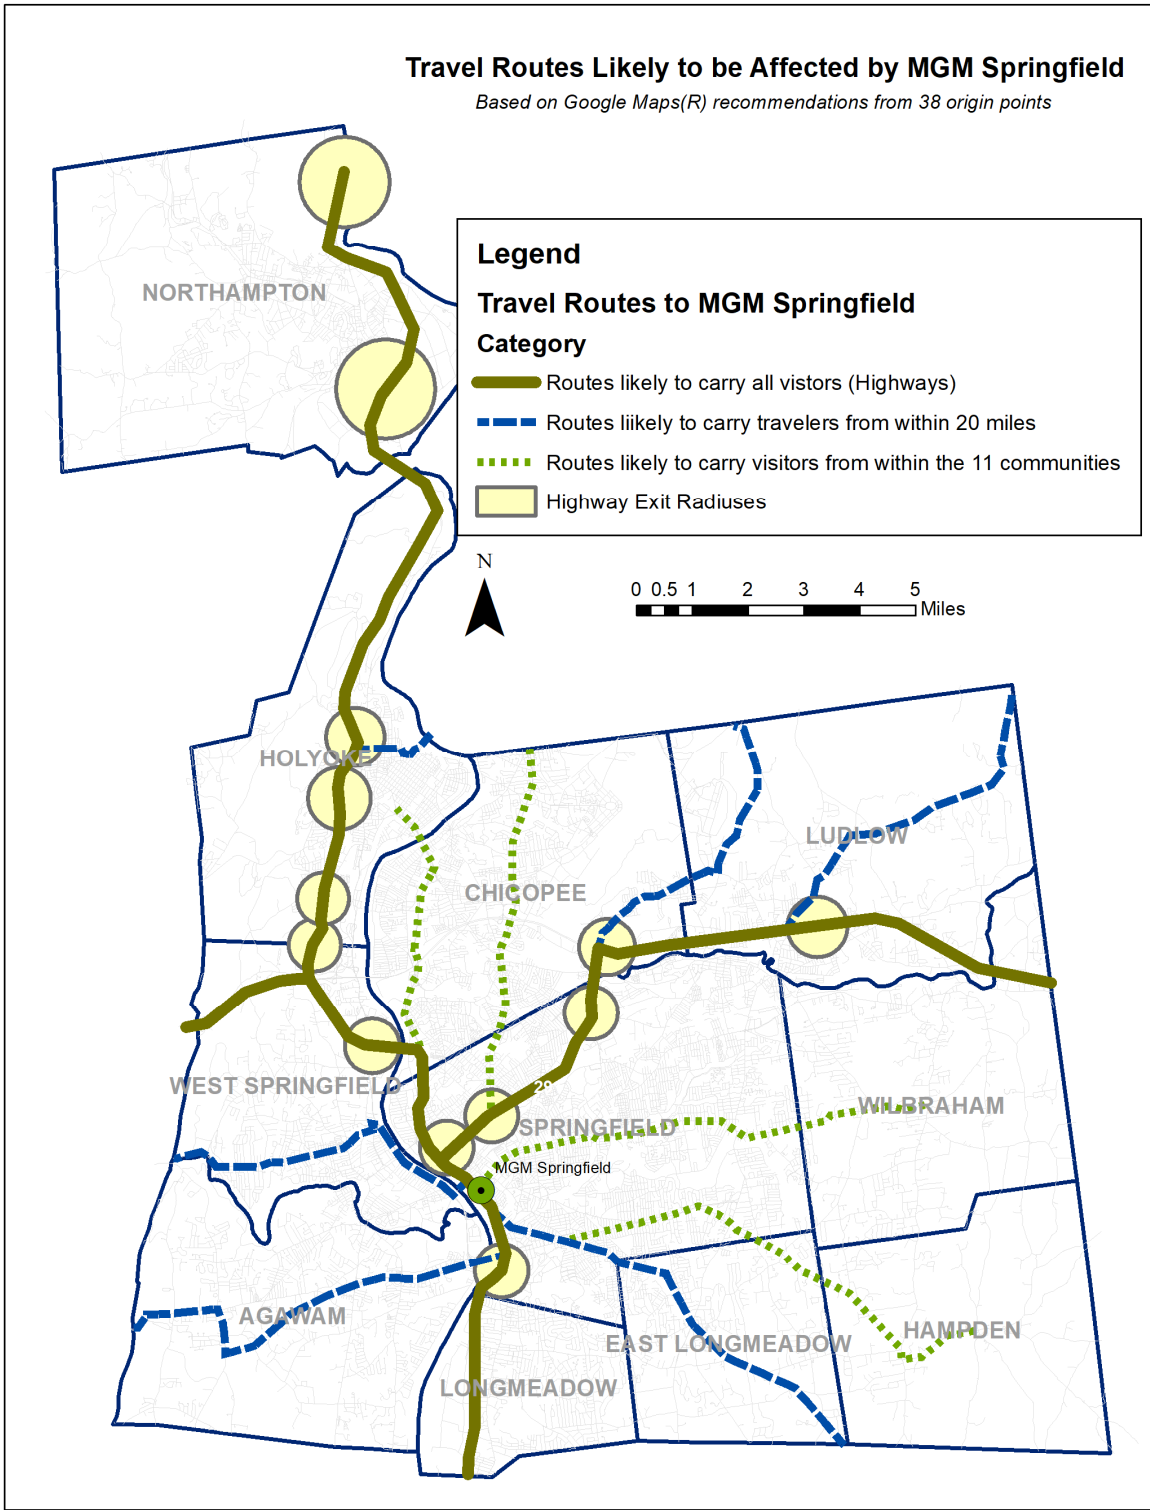 Travel Routes Likely to be Affected by MGM Springfield
Based on Google Maps(R) recommendations from 38 origin points
NORTHAMPTON
Legend
Travel Routes to MGM Springfield
Category
Routes likely to carry all vistors (Highways)
Routes liikely to carry travelers from within 20 miles
Routes likely to carry visitors from within the 11 communities
Highway Exit Radiuses
N
0 0.5 1 2 3 4 5
Miles
HOLYOKE
LUDLOW
CHICOPEE
WEST SPRINGFIELD
29
WILBRAHAM
SPRINGFIELD
MGM Springfield
AGAWAM
HAMPDEN
EAST LONGMEADOW
LONGMEADOW